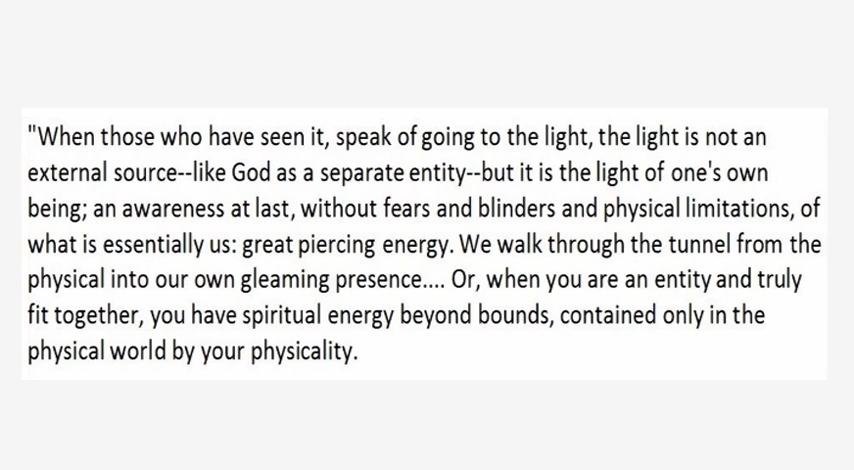 "When those who have seen it, speak of going to the light, the light is not an
external source--like God as a separate entity--but it is the light of one's own
being; an awareness at last, without fears and blinders and physical limitations, of
what is essentially us: great piercing energy. We walk through the tunnel from the
physical into our own gleaming presence.... Or, when you are an entity and truly
fit together, you have spiritual energy beyond bounds, contained only in the
physical world by your physicality.